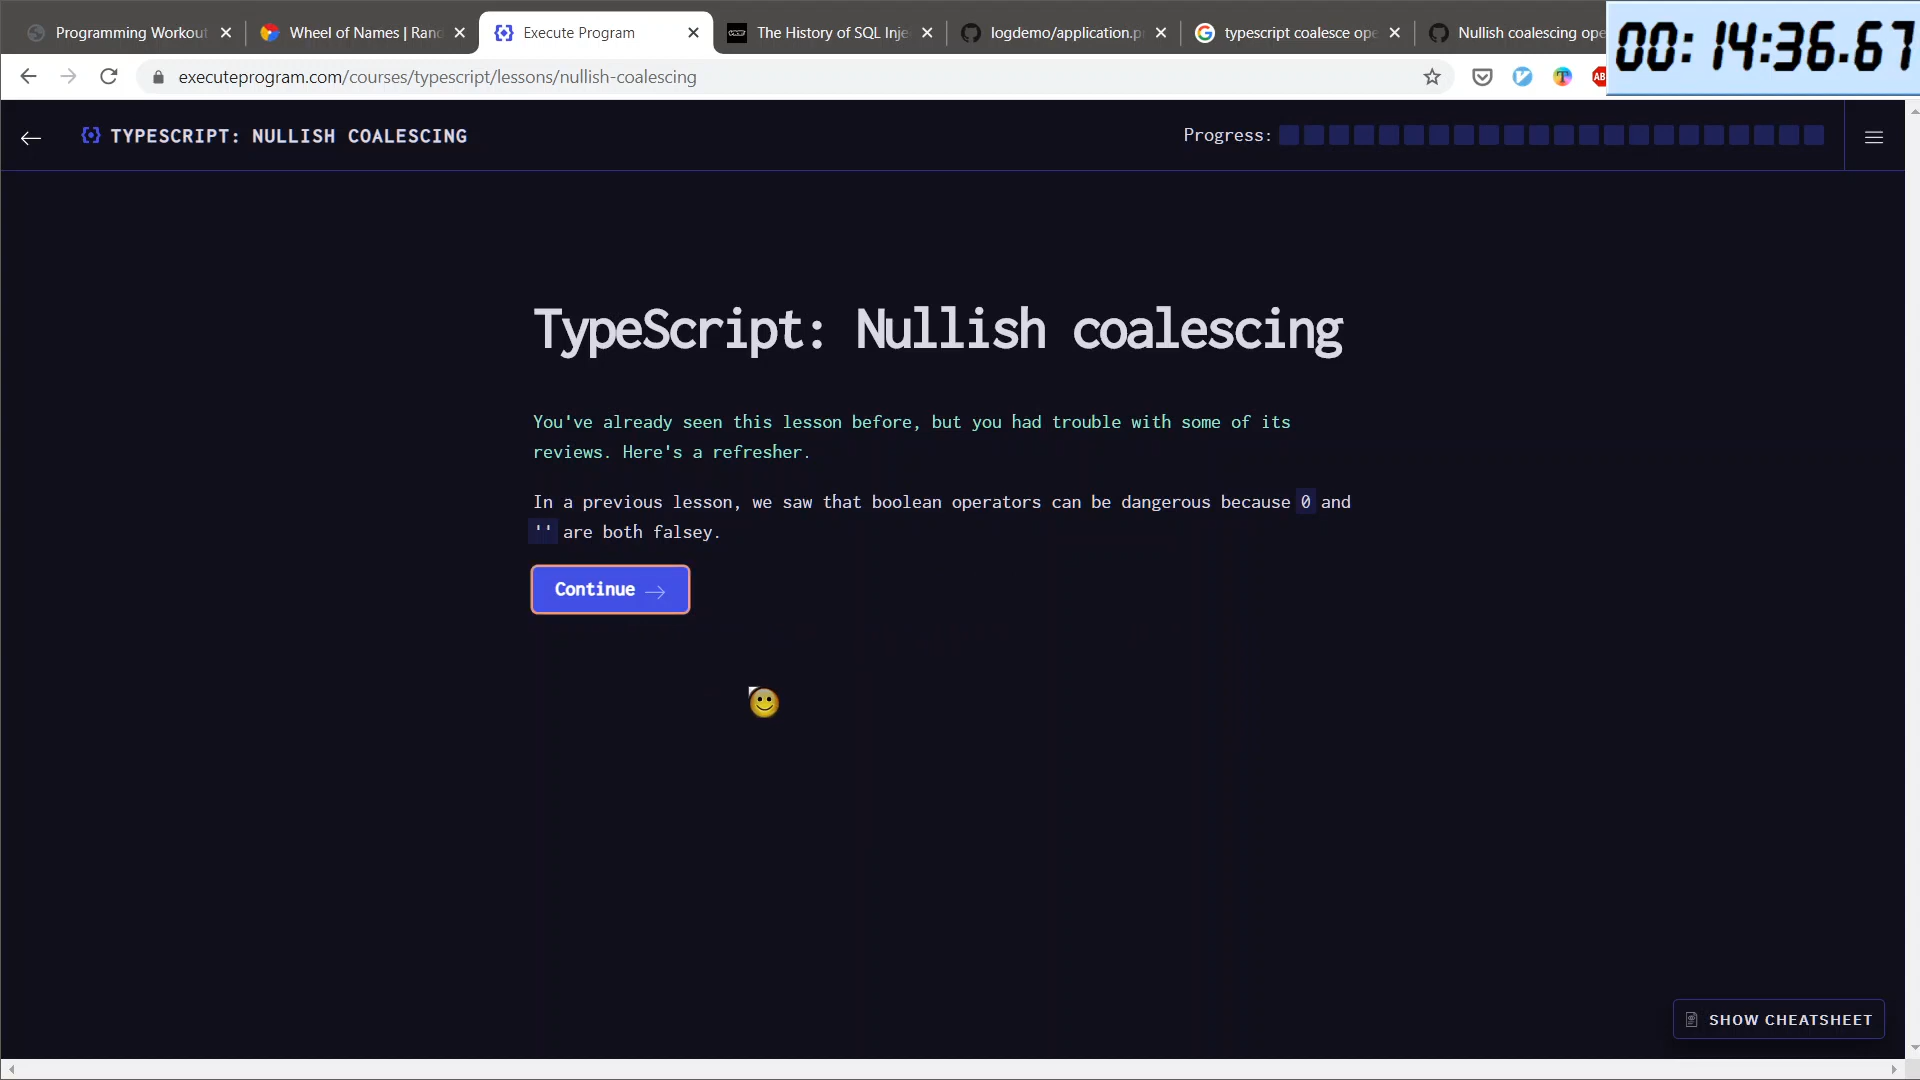 Programming Workout
Wheel of Names | Ran
Execute Program
The History of SQL Inje
logdemo/application.p
typescript coalesce ope
Nullish coalescing ope
00:14:36.67
executeprogram.com/courses/typescript/lessons/nullish-coalescing
TYPESCRIPT: NULLISH COALESCING
Progress:
TypeScript: Nullish coalescing
You've already seen this lesson before, but you had trouble with some of its
reviews. Here's a refresher.
In a previous lesson, we saw that boolean operators can be dangerous because 0 and
'' are both falsey.
Continue →
SHOW CHEATSHEET